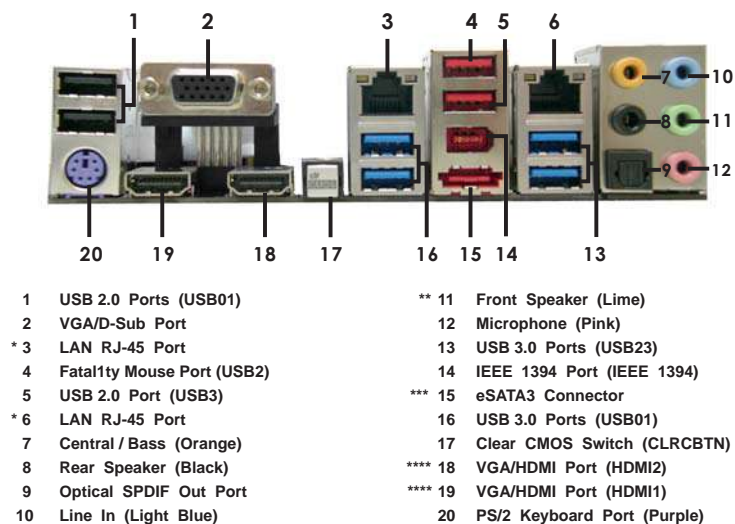 1 2 3 4 5 6
7 10
8 11
9 12
20 19 18 17 16 15 14 13
1 USB 2.0 Ports (USB01)
2 VGA/D-Sub Port
* 3 LAN RJ-45 Port
4 Fatal1ty Mouse Port (USB2)
5 USB 2.0 Port (USB3)
* 6 LAN RJ-45 Port
7 Central / Bass (Orange)
8 Rear Speaker (Black)
9 Optical SPDIF Out Port
10 Line In (Light Blue)
** 11 Front Speaker (Lime)
12 Microphone (Pink)
13 USB 3.0 Ports (USB23)
14 IEEE 1394 Port (IEEE 1394)
*** 15 eSATA3 Connector
16 USB 3.0 Ports (USB01)
17 Clear CMOS Switch (CLRCBTN)
**** 18 VGA/HDMI Port (HDMI2)
**** 19 VGA/HDMI Port (HDMI1)
20 PS/2 Keyboard Port (Purple)